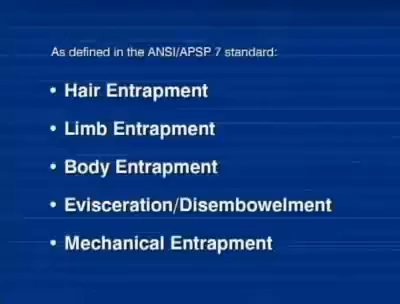 As defined in the ANSI/APSP 7 standard:
• Hair Entrapment
• Limb Entrapment
• Body Entrapment
• Evisceration/Disembowelment
• Mechanical Entrapment